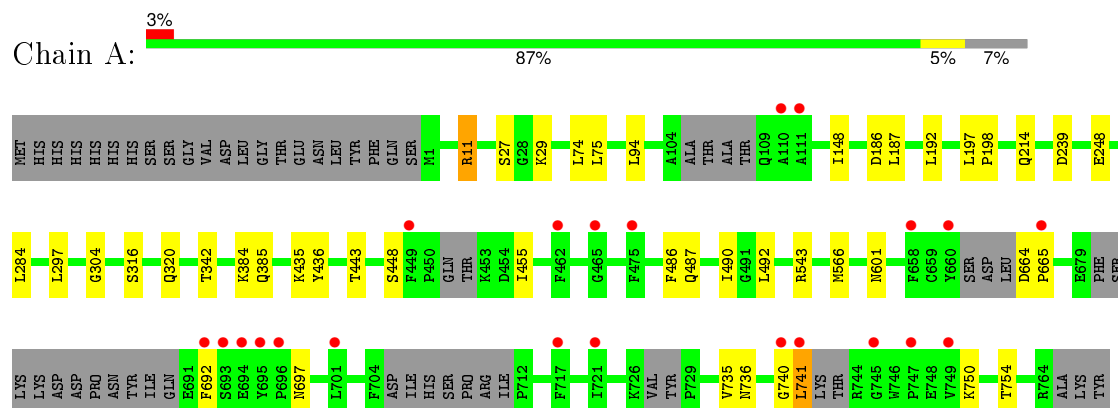 3%
Chain A:
87% 5% 7%
MET HIS HIS HIS HIS HIS HIS SER SER GLY VAL ASP LEU GLY THR GLU ASN LEU TYR PHE GLN SER M1 R11 S27 G28 K29 L74 L75 L94 A104 ALA THR ALA THR Q109 A110 A111 I148 D186 L187 L192 L197 P198 Q214 D239 E248
L284 L297 G304 S316 Q320 T342 K384 Q385 K435 Y436 T443 S448 F449 P450 GLN THR K453 D454 I455 F462 G465 F475 F486 Q487 I490 G491 L492 R543 M566 N601 F658 C659 Y660 SER ASP LEU D664 P665 E679 PHE SER
LYS LYS ASP ASP PRO ASN TYR ILE GLN E691 F692 S693 E694 Y695 P696 N697 L701 F704 ASP ILE HIS SER PRO ARG ILE P712 F717 I721 K726 VAL TYR P729 V735 N736 G740 L741 LYS THR R744 G745 W746 P747 E748 V749 K750 T754 R764 ALA LYS TYR